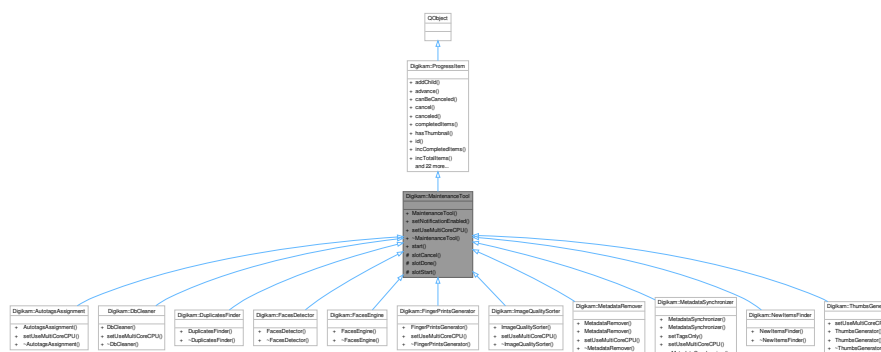 QObject
Digikam::ProgressItem
+ addChild()
+ advance()
+ canBeCanceled()
+ cancel()
+ canceled()
+ completedItems()
+ hasThumbnail()
+ id()
+ incCompletedItems()
+ incTotalItems()
and 22 more...
Digikam::MaintenanceTool
+ MaintenanceTool()
+ setNotificationEnabled()
+ setUseMultiCoreCPU()
+ ~MaintenanceTool()
+ start()
# slotCancel()
# slotDone()
# slotStart()
Digikam::AutotagsAssignment
+ AutotagsAssignment()
+ setUseMultiCoreCPU()
+ ~AutotagsAssignment()
Digikam::DbCleaner
+ DbCleaner()
+ setUseMultiCoreCPU()
+ ~DbCleaner()
Digikam::DuplicatesFinder
+ DuplicatesFinder()
+ ~DuplicatesFinder()
Digikam::FacesDetector
+ FacesDetector()
+ ~FacesDetector()
Digikam::FacesEngine
+ FacesEngine()
+ ~FacesEngine()
Digikam::FingerPrintsGenerator
+ FingerPrintsGenerator()
+ setUseMultiCoreCPU()
+ ~FingerPrintsGenerator()
Digikam::ImageQualitySorter
+ ImageQualitySorter()
+ setUseMultiCoreCPU()
+ ~ImageQualitySorter()
Digikam::MetadataRemover
+ MetadataRemover()
+ MetadataRemover()
+ setUseMultiCoreCPU()
+ ~MetadataRemover()
Digikam::MetadataSynchronizer
+ MetadataSynchronizer()
+ MetadataSynchronizer()
+ setTagsOnly()
+ setUseMultiCoreCPU()
Digikam::NewItemsFinder
+ NewItemsFinder()
+ ~NewItemsFinder()
Digikam::ThumbsGener
+ setUseMultiCoreCF
+ ThumbsGenerator(
+ ThumbsGenerator(
+ ~ThumbsGenerator